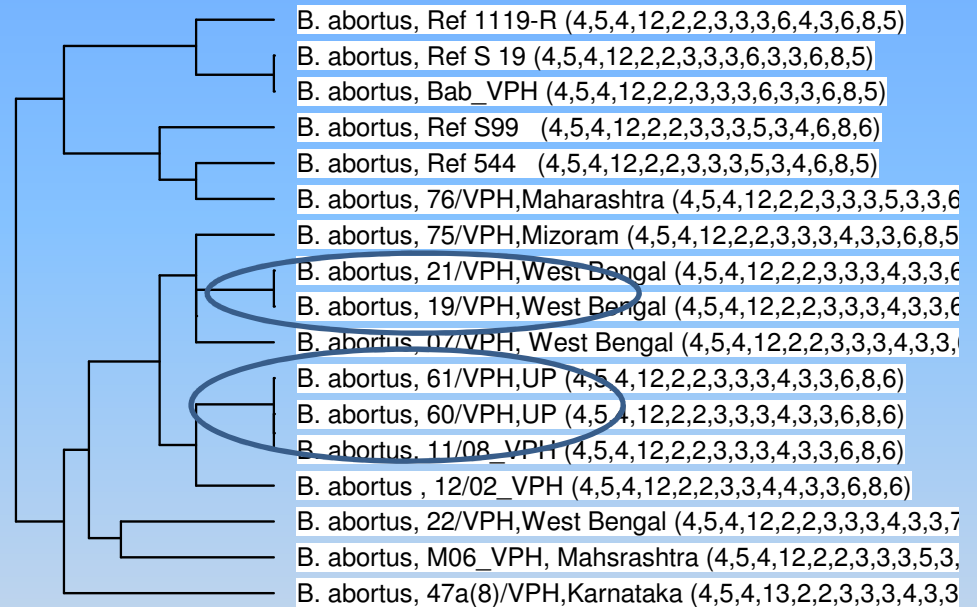 B. abortus, Ref 1119-R (4,5,4,12,2,2,3,3,3,6,4,3,6,8,5)
B. abortus, Ref S 19 (4,5,4,12,2,2,3,3,3,6,3,3,6,8,5)
B. abortus, Bab_VPH (4,5,4,12,2,2,3,3,3,6,3,3,6,8,5)
B. abortus, Ref S99 (4,5,4,12,2,2,3,3,3,5,3,4,6,8,6)
B. abortus, Ref 544 (4,5,4,12,2,2,3,3,3,5,3,4,6,8,5)
B. abortus, 76/VPH,Maharashtra (4,5,4,12,2,2,3,3,3,5,3,3,6
B. abortus, 75/VPH,Mizoram (4,5,4,12,2,2,3,3,3,4,3,3,6,8,5
B. abortus, 21/VPH,West Bengal (4,5,4,12,2,2,3,3,3,4,3,3,6
B. abortus, 19/VPH,West Bengal (4,5,4,12,2,2,3,3,3,4,3,3,6
B. abortus, 07/VPH, West Bengal (4,5,4,12,2,2,3,3,3,4,3,3,
B. abortus, 61/VPH,UP (4,5,4,12,2,2,3,3,3,4,3,3,6,8,6)
B. abortus, 60/VPH,UP (4,5,4,12,2,2,3,3,3,4,3,3,6,8,6)
B. abortus, 11/08_VPH (4,5,4,12,2,2,3,3,3,4,3,3,6,8,6)
B. abortus , 12/02_VPH (4,5,4,12,2,2,3,3,4,4,3,3,6,8,6)
B. abortus, 22/VPH,West Bengal (4,5,4,12,2,2,3,3,3,4,3,3,7
B. abortus, M06_VPH, Mahsrashtra (4,5,4,12,2,2,3,3,3,5,3,
B. abortus, 47a(8)/VPH,Karnataka (4,5,4,13,2,2,3,3,3,4,3,3